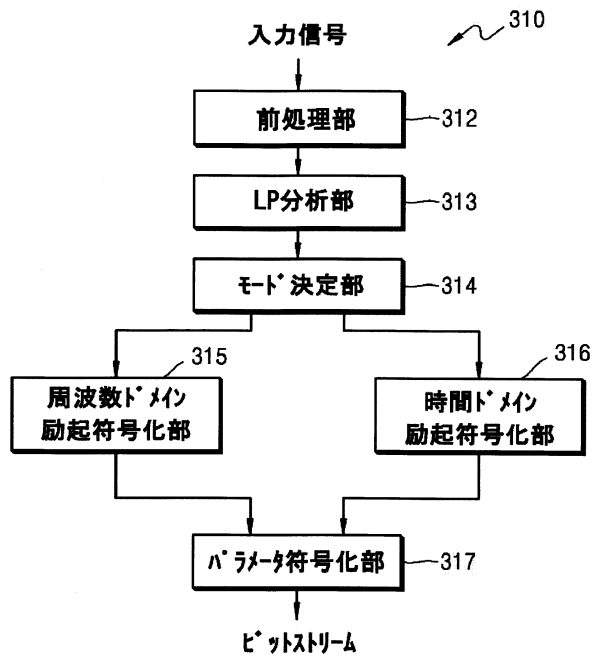 入力信号
310
前処理部
312
LP分析部
313
ﾓｰﾄﾞ決定部
314
315
周波数ﾄﾞﾒｲﾝ
励起符号化部
316
時間ﾄﾞﾒｲﾝ
励起符号化部
ﾊﾟﾗﾒｰﾀ符号化部
317
ﾋﾞｯﾄｽﾄﾘｰﾑ